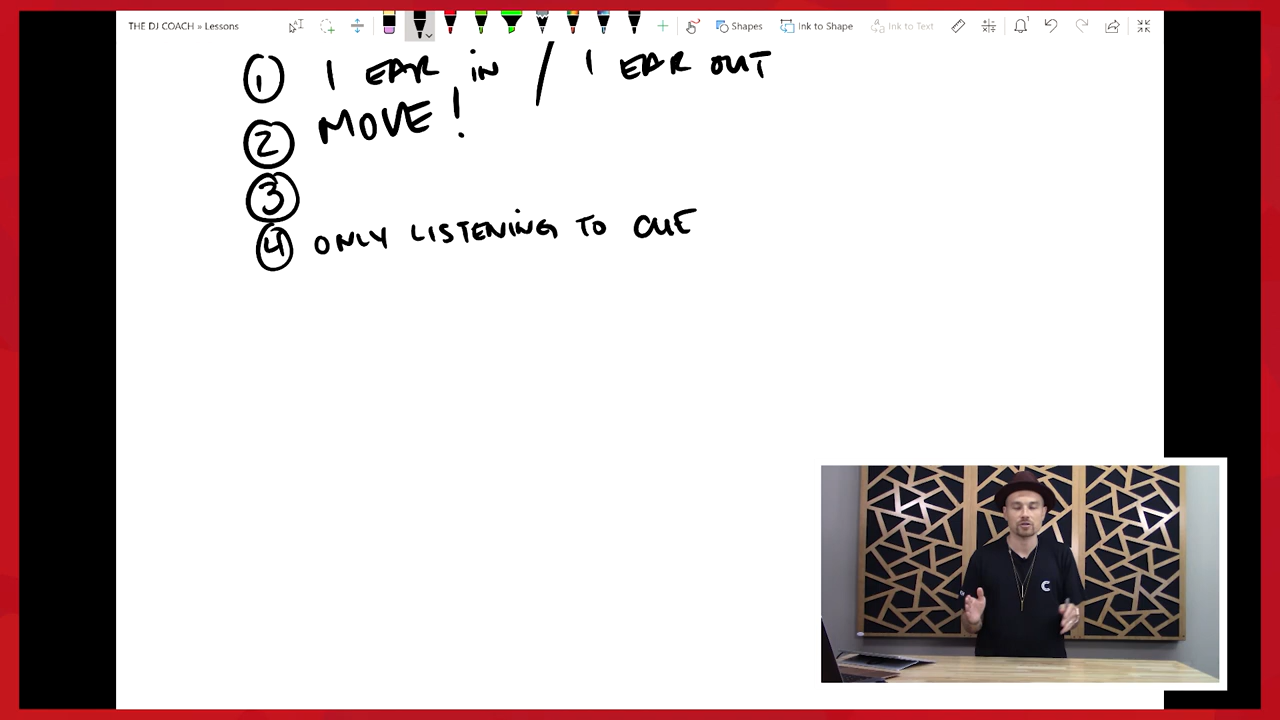 THE DJ COACH » Lessons
Shapes
Ink to Shape
Ink to Text
1 1 EAR IN / 1 EAR OUT
2 MOVE!
3
4 ONLY LISTENING TO CUE
C